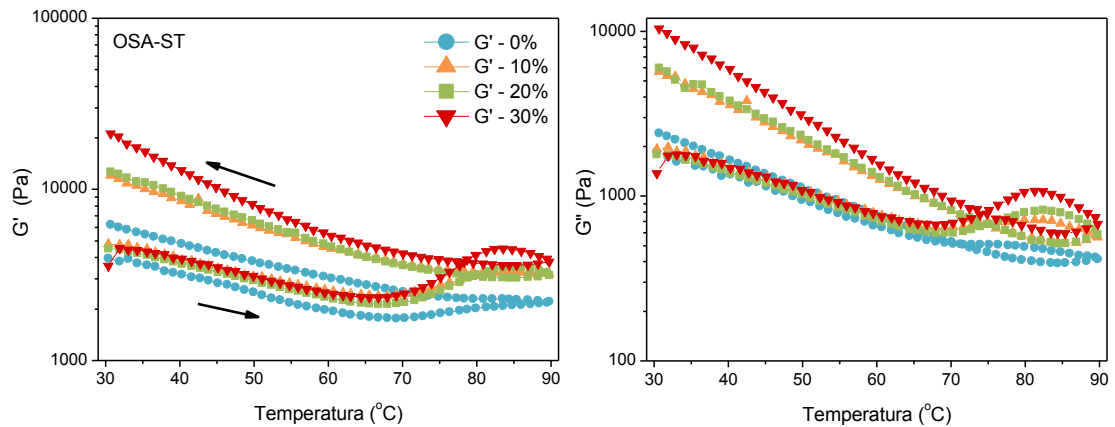 100000
10000
1000
G' (Pa)
OSA-ST
G' - 0%
G' - 10%
G' - 20%
G' - 30%
30 40 50 60 70 80 90
Temperatura (°C)
10000
1000
100
G'' (Pa)
30 40 50 60 70 80 90
Temperatura (°C)